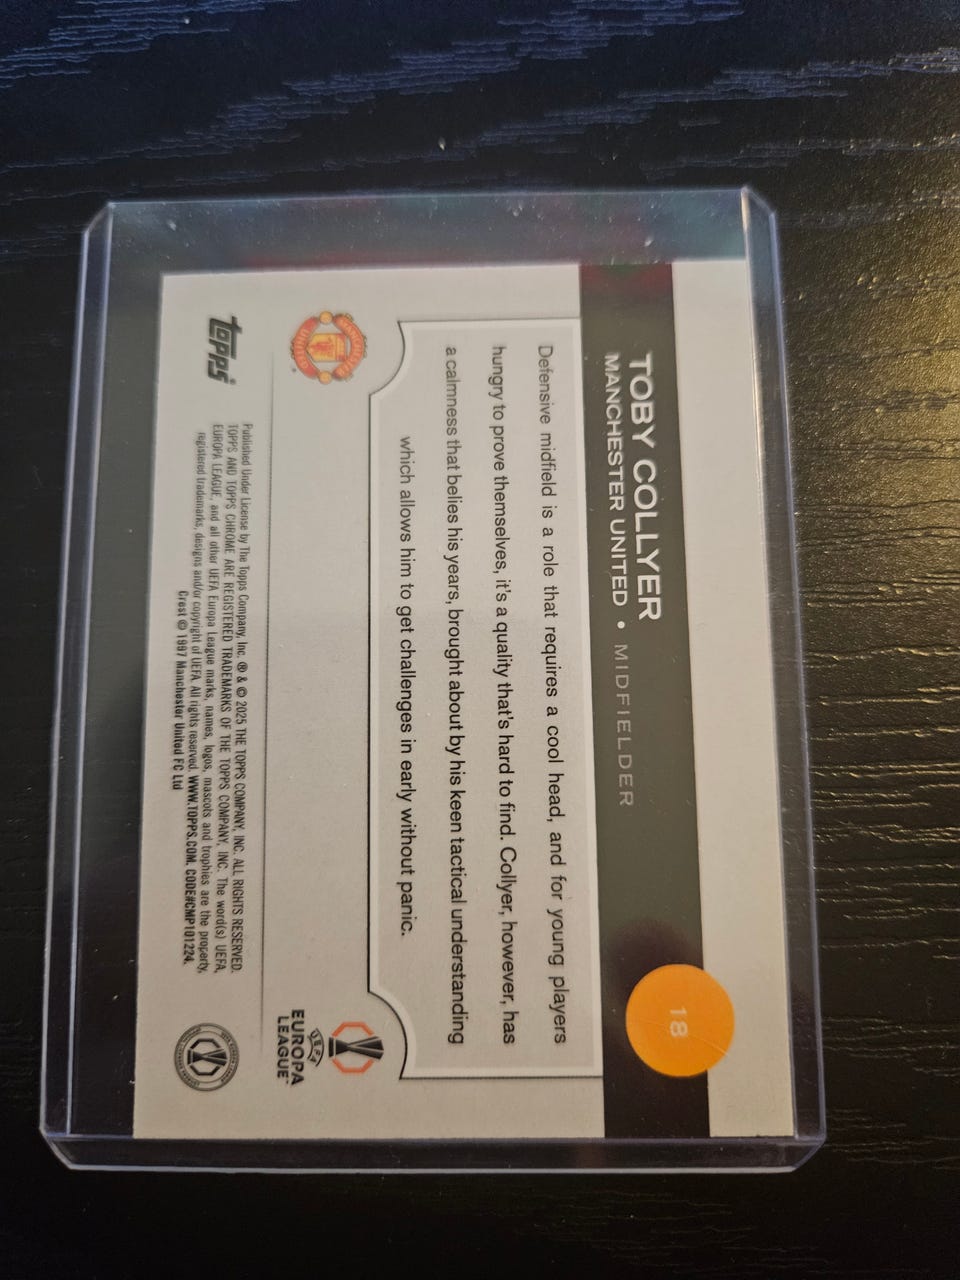 18
TOBY COLLYER
MANCHESTER UNITED • MIDFIELDER
Defensive midfield is a role that requires a cool head, and for young players
hungry to prove themselves, it's a quality that's hard to find. Collyer, however, has
a calmness that belies his years, brought about by his keen tactical understanding
which allows him to get challenges in early without panic.
MANCHESTER
UNITED
®
UEFA
EUROPA
LEAGUE™
topps®
Published Under License by The Topps Company, Inc. ® & © 2025 THE TOPPS COMPANY, INC. ALL RIGHTS RESERVED.
TOPPS AND TOPPS CHROME ARE REGISTERED TRADEMARKS OF THE TOPPS COMPANY, INC. The word(s) UEFA,
EUROPA LEAGUE, and all other UEFA Europa League marks, names, logos, mascots and trophies are the property,
registered trademarks, designs and/or copyright of UEFA. All rights reserved. WWW.TOPPS.COM. CODE#CMP101224.
Crest © 1997 Manchester United FC Ltd